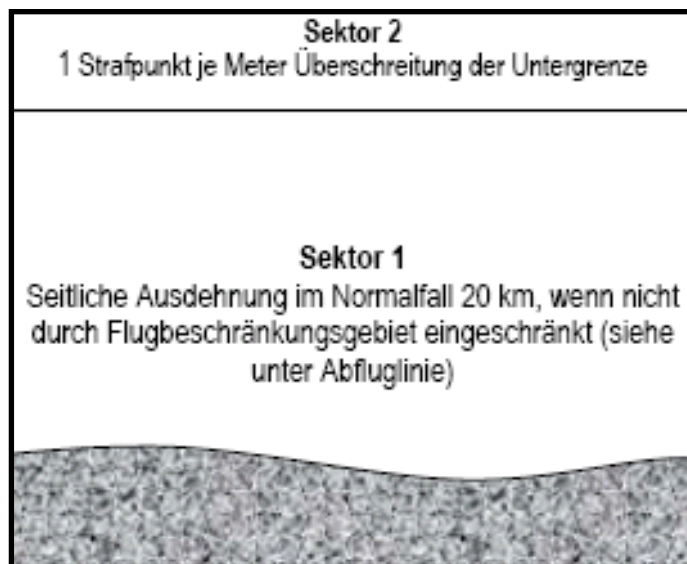 Sektor 2
1 Strafpunkt je Meter Überschreitung der Untergrenze
Sektor 1
Seitliche Ausdehnung im Normalfall 20 km, wenn nicht
durch Flugbeschränkungsgebiet eingeschränkt (siehe
unter Abfluglinie)